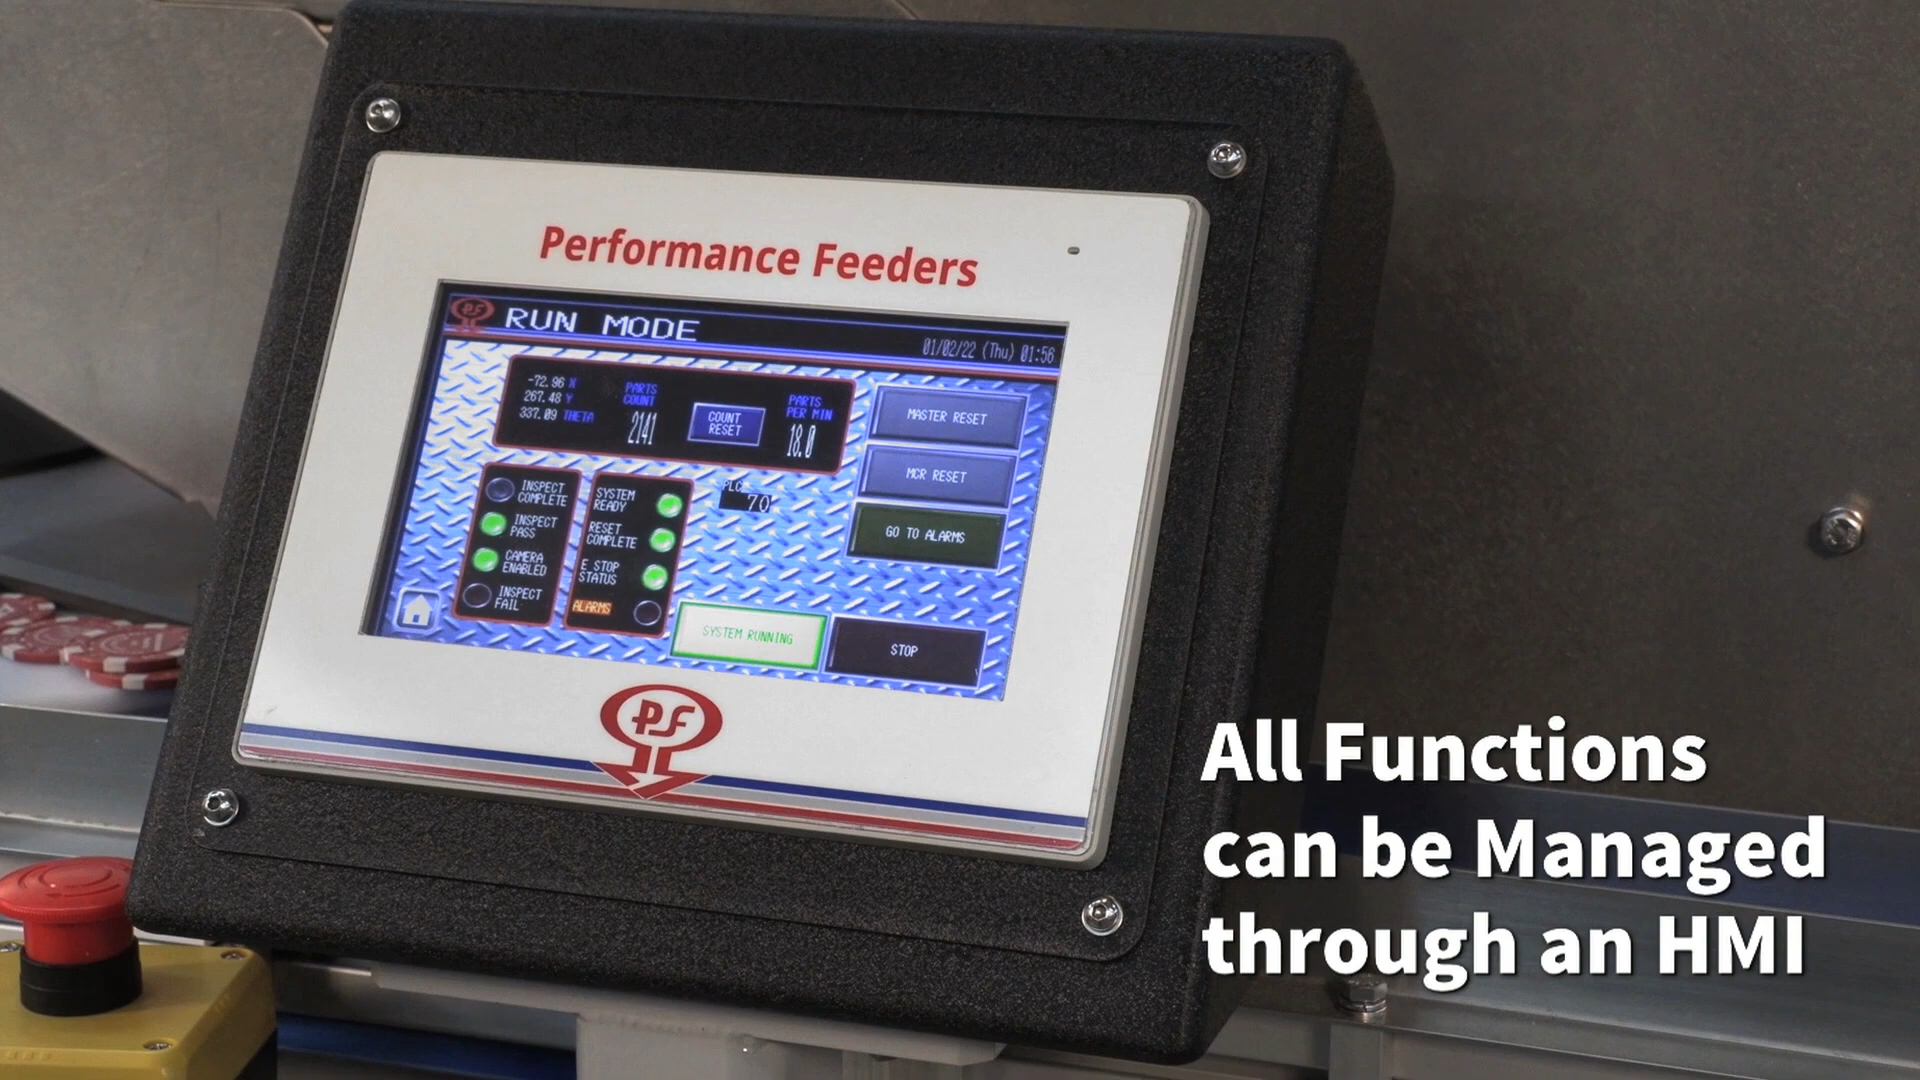 Performance Feeders
PSF
RUN MODE
01/02/22 (Thu) 01:56
-72.96 X
267.48 Y
337.09 THETA
PARTS
COUNT
2141
COUNT
RESET
PARTS
PER MIN
18.0
MASTER RESET
MCR RESET
GO TO ALARMS
INSPECT
COMPLETE
INSPECT
PASS
CAMERA
ENABLED
INSPECT
FAIL
SYSTEM
READY
RESET
COMPLETE
E STOP
STATUS
ALARMS
PLC
70
SYSTEM RUNNING
STOP
PSF
All Functions
can be Managed
through an HMI